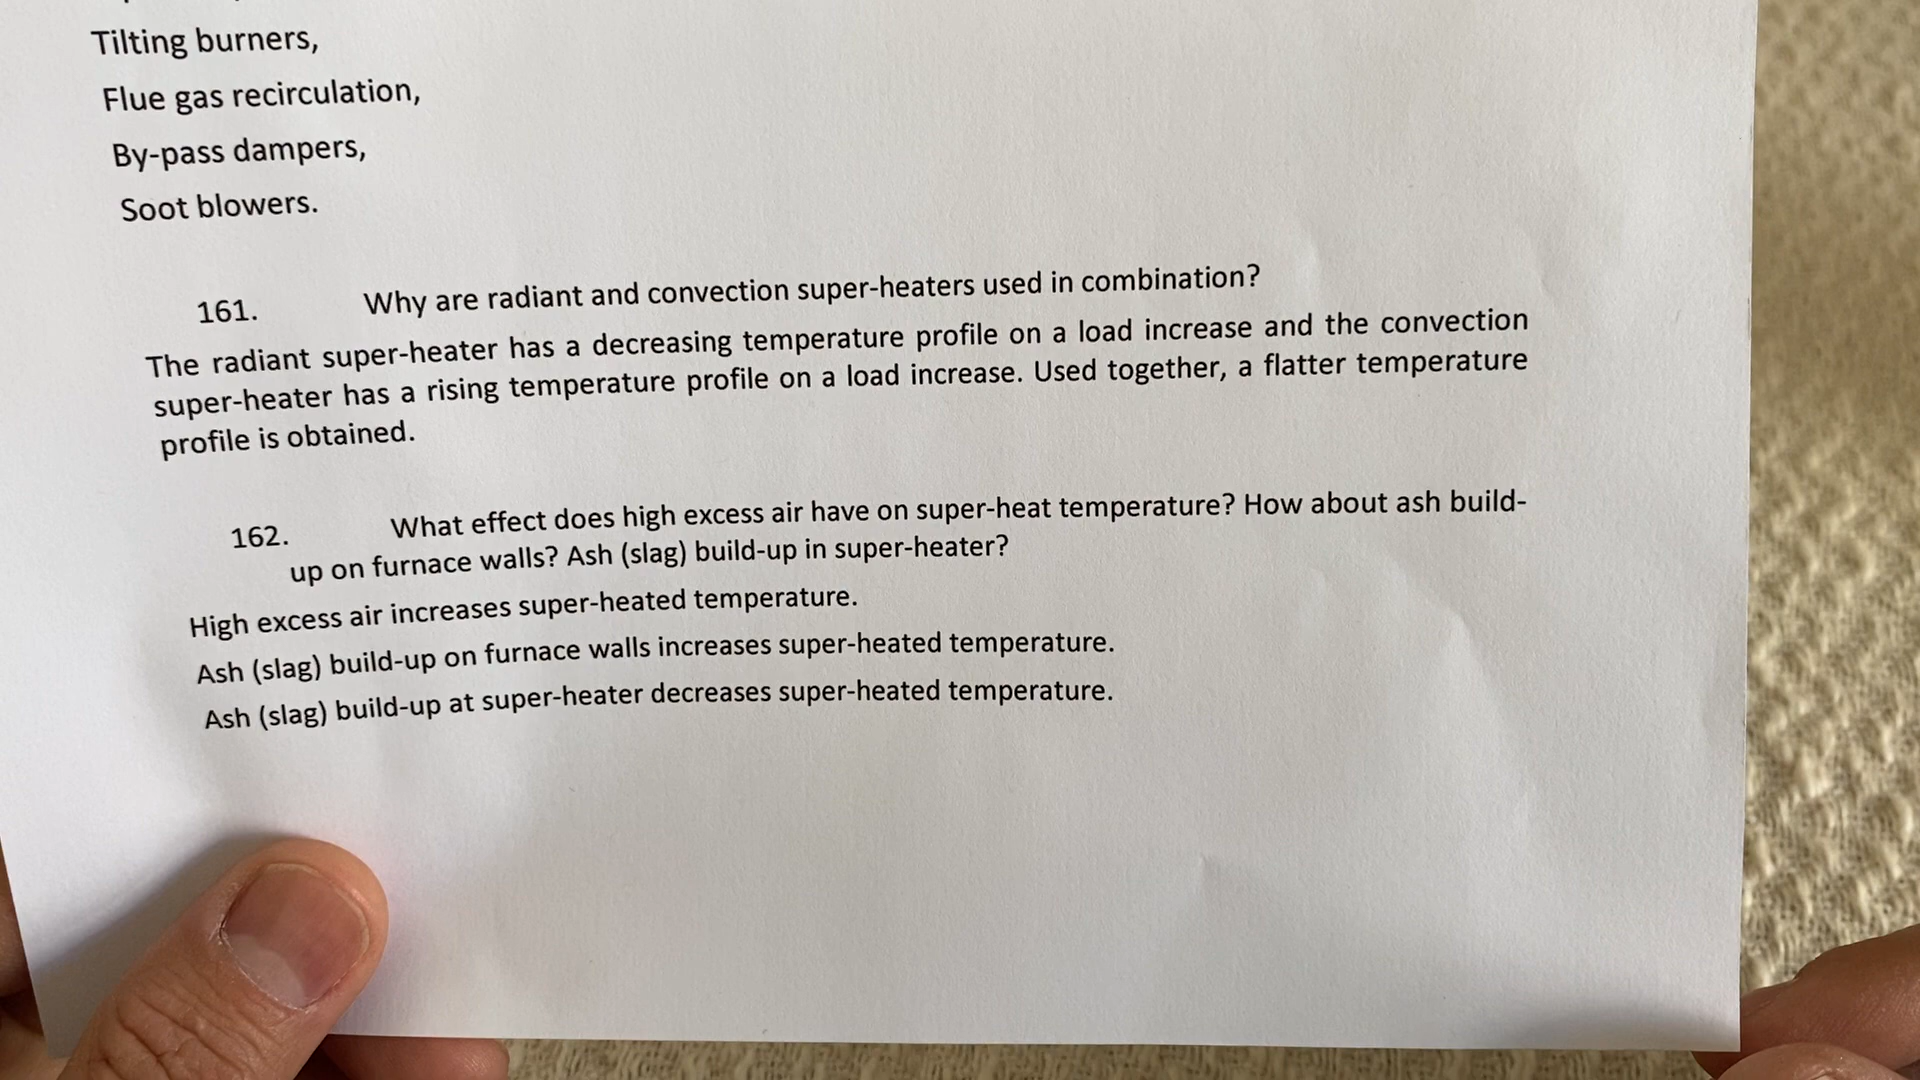 Tilting burners,
Flue gas recirculation,
By-pass dampers,
Soot blowers.
161. Why are radiant and convection super-heaters used in combination?
The radiant super-heater has a decreasing temperature profile on a load increase and the convection
super-heater has a rising temperature profile on a load increase. Used together, a flatter temperature
profile is obtained.
162. What effect does high excess air have on super-heat temperature? How about ash build-
up on furnace walls? Ash (slag) build-up in super-heater?
High excess air increases super-heated temperature.
Ash (slag) build-up on furnace walls increases super-heated temperature.
Ash (slag) build-up at super-heater decreases super-heated temperature.